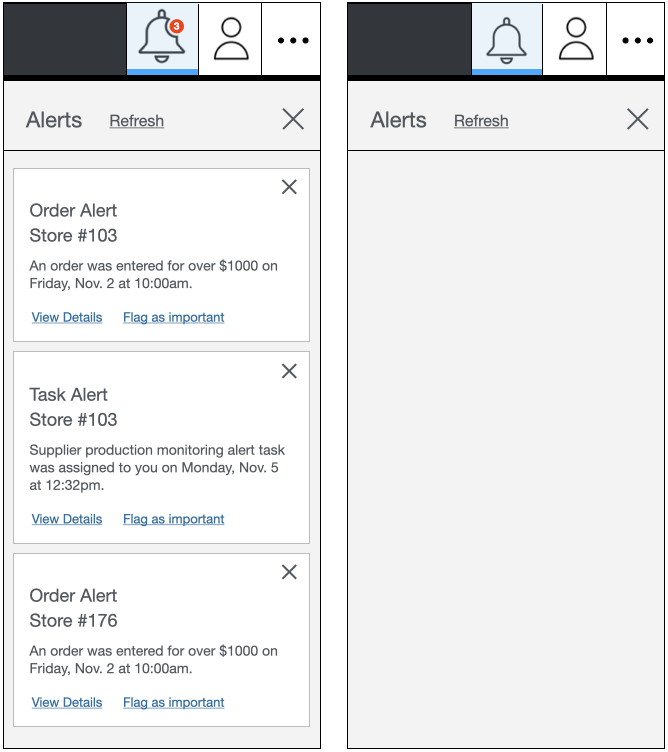 3
Alerts Refresh
Order Alert
Store #103
An order was entered for over $1000 on
Friday, Nov. 2 at 10:00am.
View Details Flag as important
Task Alert
Store #103
Supplier production monitoring alert task
was assigned to you on Monday, Nov. 5
at 12:32pm.
View Details Flag as important
Order Alert
Store #176
An order was entered for over $1000 on
Friday, Nov. 2 at 10:00am.
View Details Flag as important
Alerts Refresh